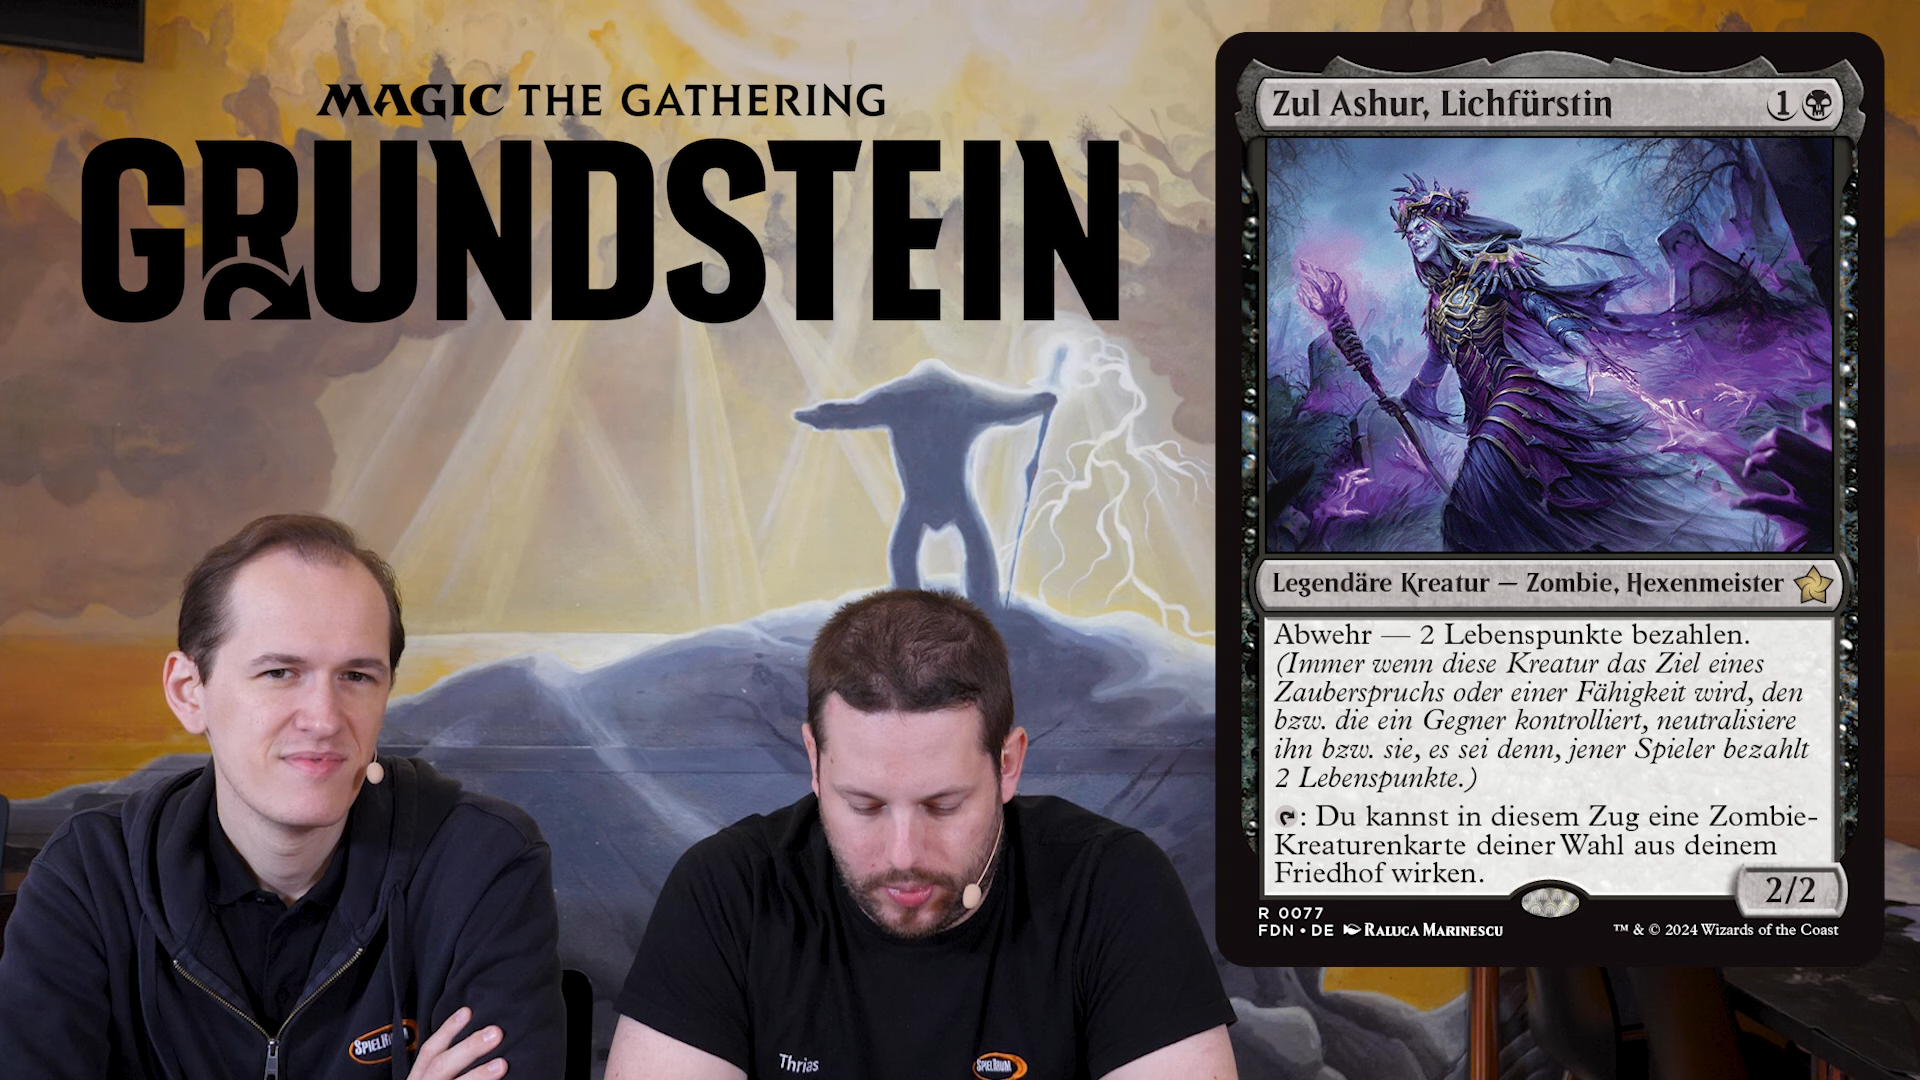 MAGIC THE GATHERING
GRUNDSTEIN
Zul Ashur, Lichfürstin 1
Legendäre Kreatur — Zombie, Hexenmeister
Abwehr — 2 Lebenspunkte bezahlen.
(Immer wenn diese Kreatur das Ziel eines
Zauberspruchs oder einer Fähigkeit wird, den
bzw. die ein Gegner kontrolliert, neutralisiere
ihn bzw. sie, es sei denn, jener Spieler bezahlt
2 Lebenspunkte.)
: Du kannst in diesem Zug eine Zombie-
Kreaturenkarte deiner Wahl aus deinem
Friedhof wirken.
2/2
R 0077
FDN • DE RALUCA MARINESCU
™ & © 2024 Wizards of the Coast
Thrias
SPIELRIUM